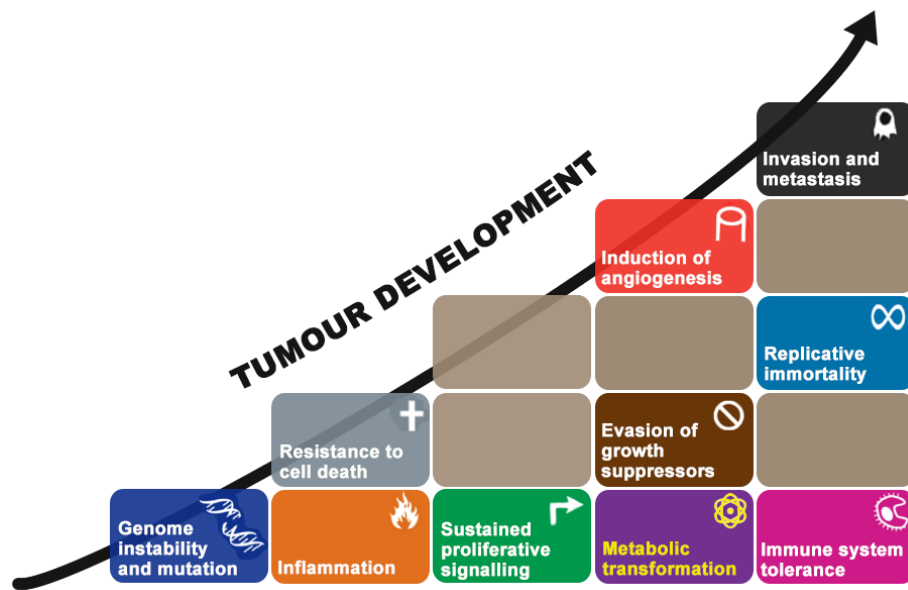 TUMOUR DEVELOPMENT
Invasion and
metastasis
Induction of
angiogenesis
Replicative
immortality
Resistance to
cell death
Evasion of
growth
suppressors
Genome
instability
and mutation
Inflammation
Sustained
proliferative
signalling
Metabolic
transformation
Immune system
tolerance